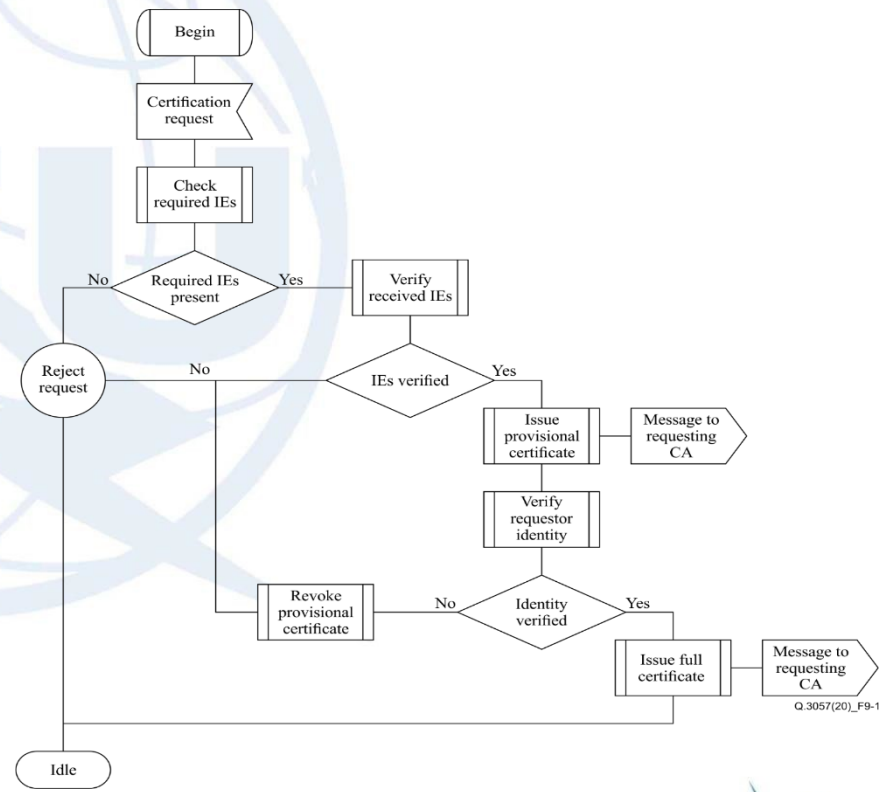 Begin
Certification
request
Check
required IEs
No
Required IEs
present
Yes
Verify
received IEs
Reject
request
No
IEs verified
Yes
Issue
provisional
certificate
Message to
requesting
CA
Verify
requestor
identity
Revoke
provisional
certificate
No
Identity
verified
Yes
Issue full
certificate
Message to
requesting
CA
Q.3057(20)_F9-1
Idle